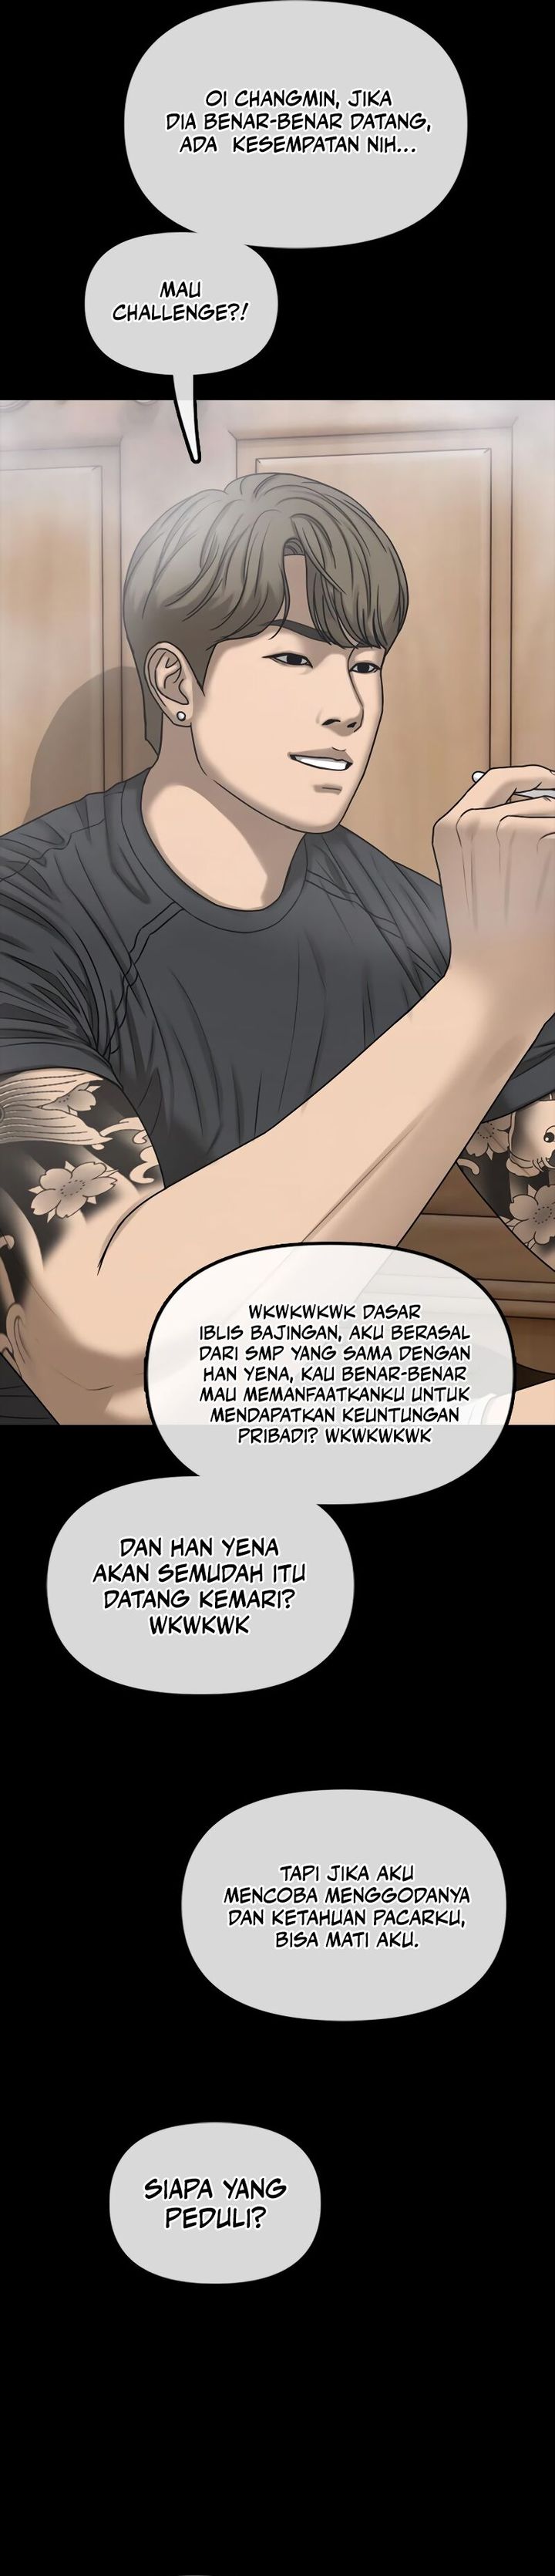 OI CHANGMIN, JIKA
DIA BENAR-BENAR DATANG,
ADA KESEMPATAN NIH...
MAU
CHALLENGE?!
WKWKWKWK DASAR
IBLIS BAJINGAN, AKU BERASAL
DARI SMP YANG SAMA DENGAN
HAN YENA, KAU BENAR-BENAR
MAU MEMANFAATKANKU UNTUK
MENDAPATKAN KEUNTUNGAN
PRIBADI? WKWKWKWK
DAN HAN YENA
AKAN SEMUDAH ITU
DATANG KEMARI?
WKWKWK
TAPI JIKA AKU
MENCOBA MENGGODANYA
DAN KETAHUAN PACARKU,
BISA MATI AKU.
SIAPA YANG
PEDULI?